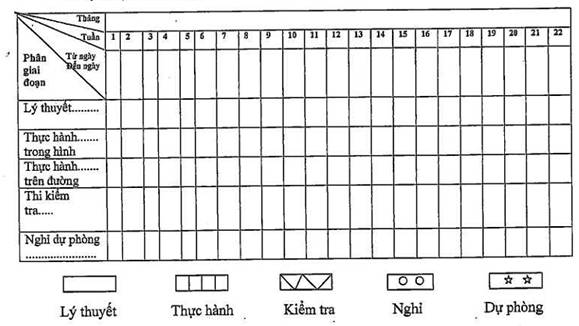 Tháng
Tuần
1 2 3 4 5 6 7 8 9 10 11 12 13 14 15 16 17 18 19 20 21 22
Từ ngày
Đến ngày
Phân
giai
đoạn
Lý thuyết.........
Thực hành.......
trong hình
Thực hành.......
trên đường
Thi kiểm
tra.....
Nghỉ dự phòng
.......................
Lý thuyết Thực hành Kiểm tra Nghỉ Dự phòng